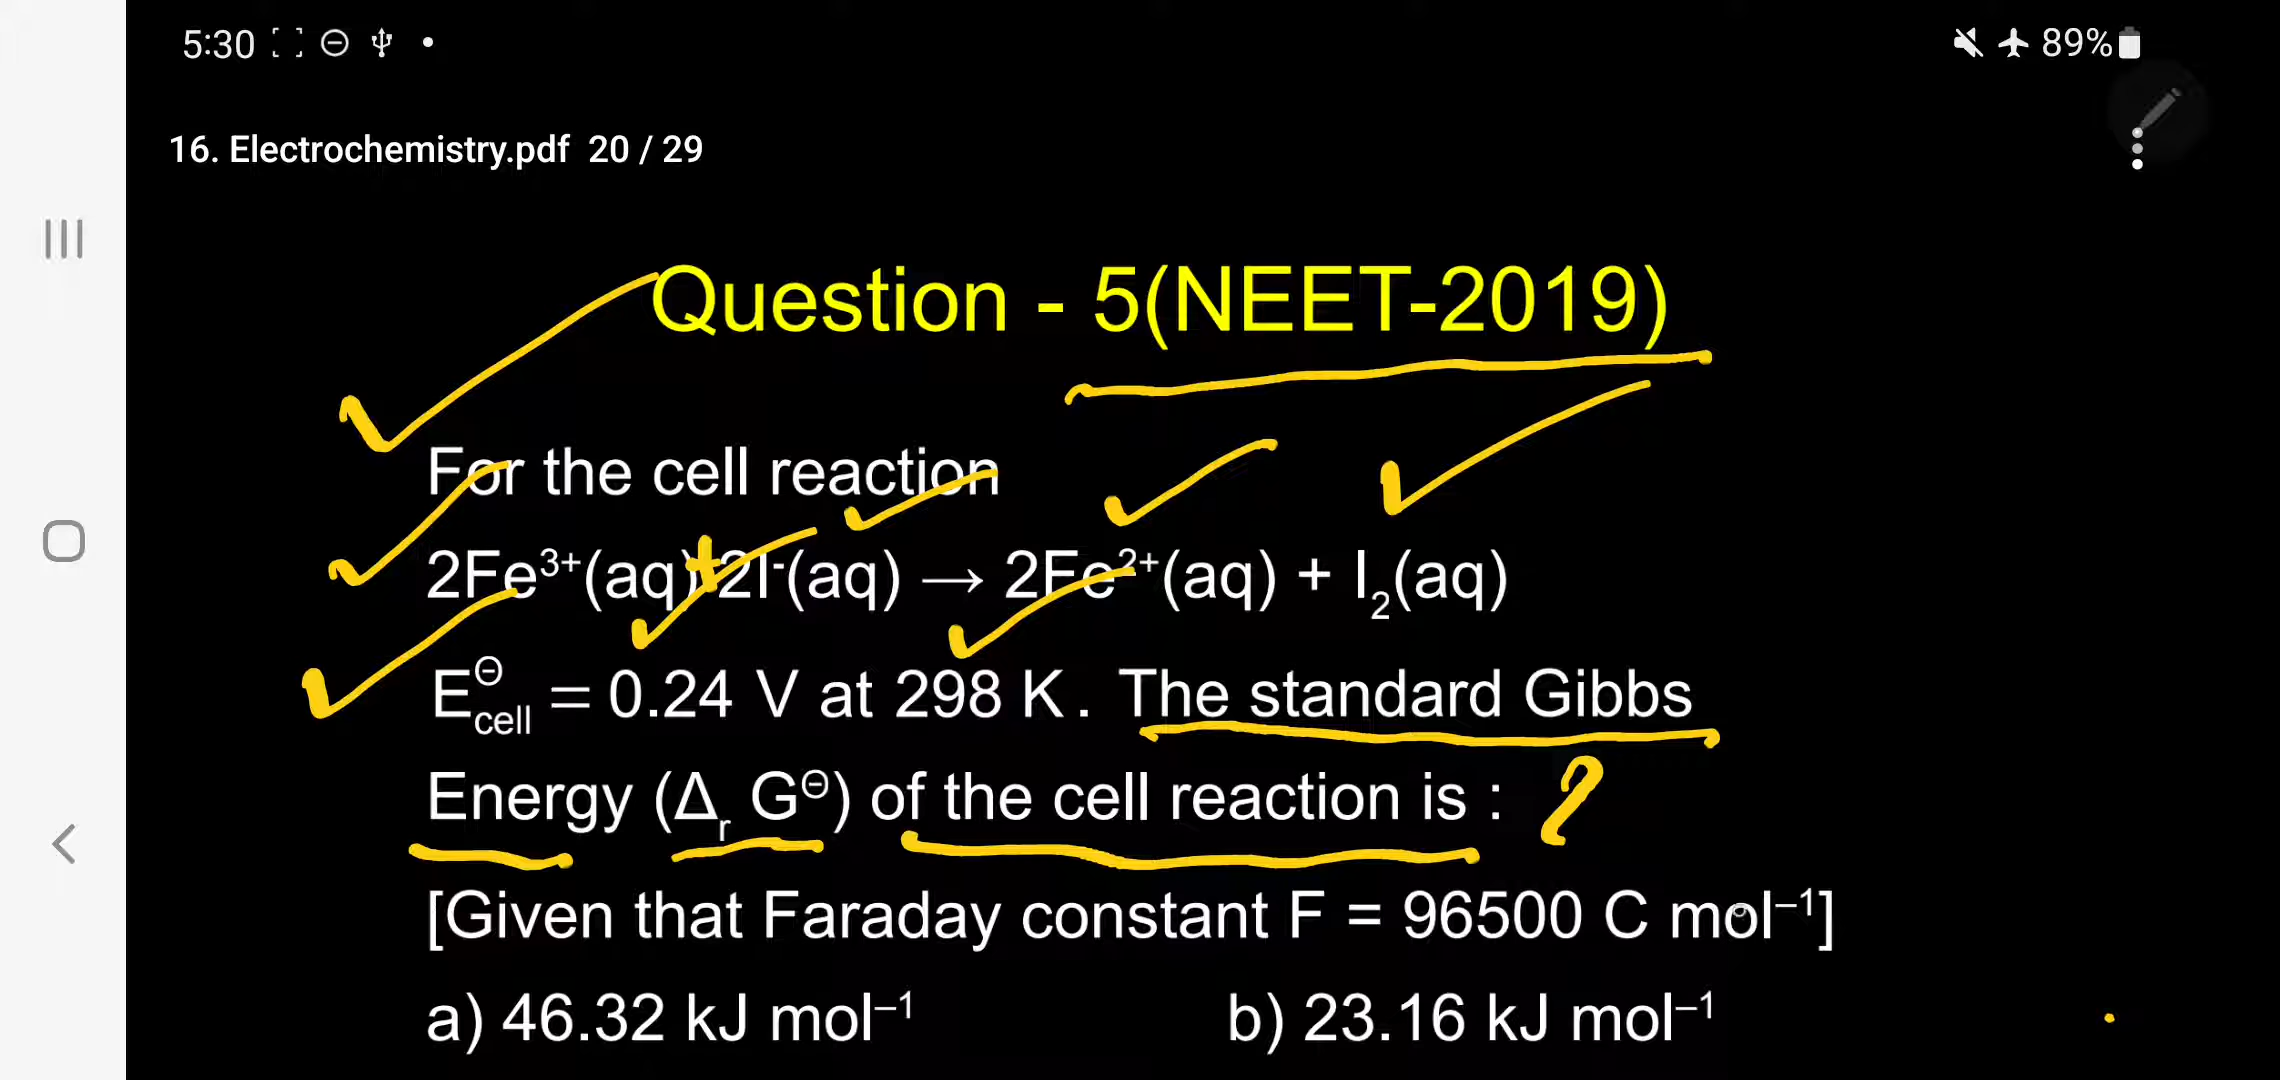 5:30 89%
16. Electrochemistry.pdf 20 / 29
Question - 5(NEET-2019)
For the cell reaction
2Fe³⁺(aq)+2I⁻(aq) → 2Fe²⁺(aq) + I₂(aq)
E°cell = 0.24 V at 298 K. The standard Gibbs
Energy (Δᵣ G°) of the cell reaction is : ?
[Given that Faraday constant F = 96500 C mol⁻¹]
a) 46.32 kJ mol⁻¹ b) 23.16 kJ mol⁻¹